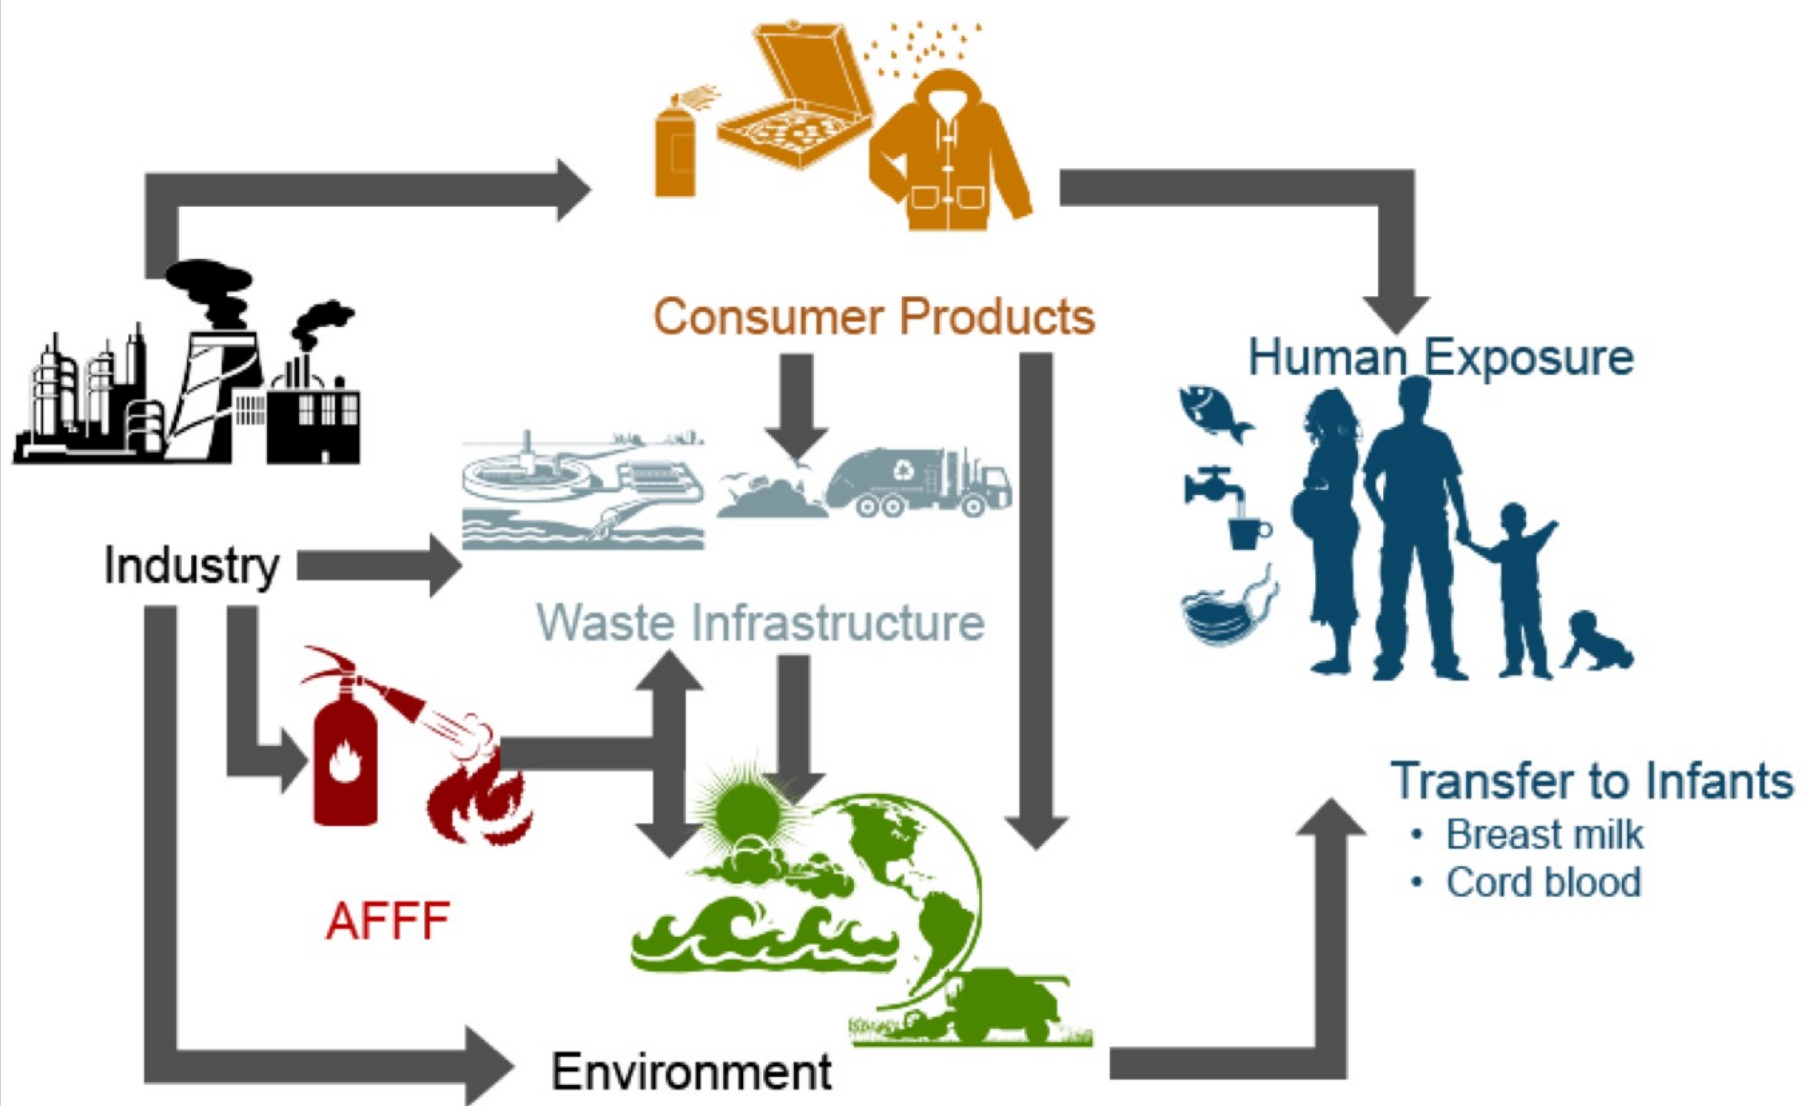 Consumer Products
Human Exposure
Industry
Waste Infrastructure
Transfer to Infants
• Breast milk
• Cord blood
AFFF
Environment